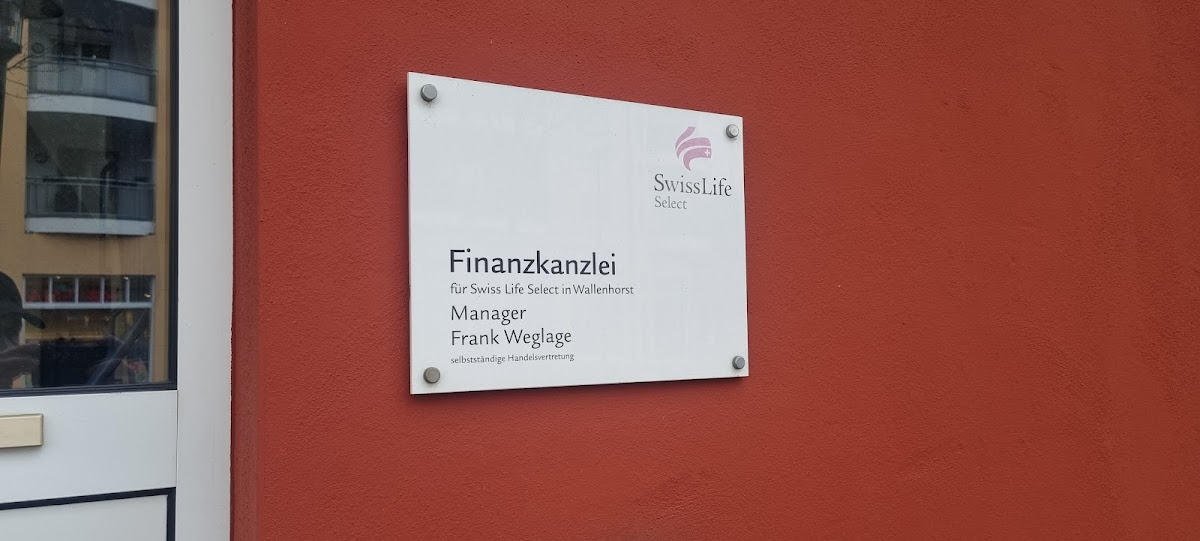 SwissLife
Select
Finanzkanzlei
für Swiss Life Select in Wallenhorst
Manager
Frank Weglage
selbstständige Handelsvertretung